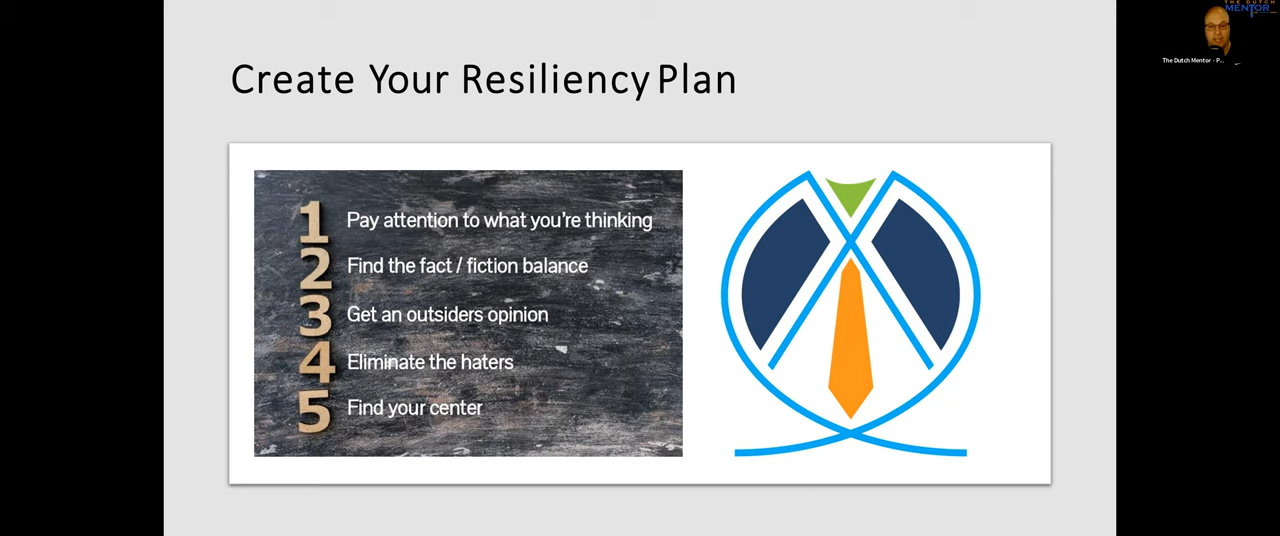 Create Your Resiliency Plan
1 Pay attention to what you're thinking
2 Find the fact / fiction balance
3 Get an outsiders opinion
4 Eliminate the haters
5 Find your center
THE DUTCH
MENTOR
The Dutch Mentor - P...